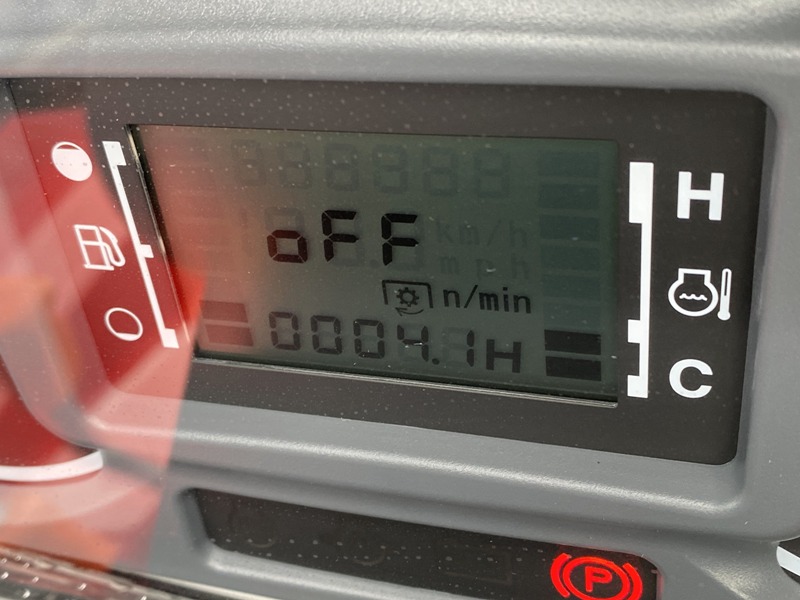 oFF
km/h
mph
n/min
0004.1H
H
C
P